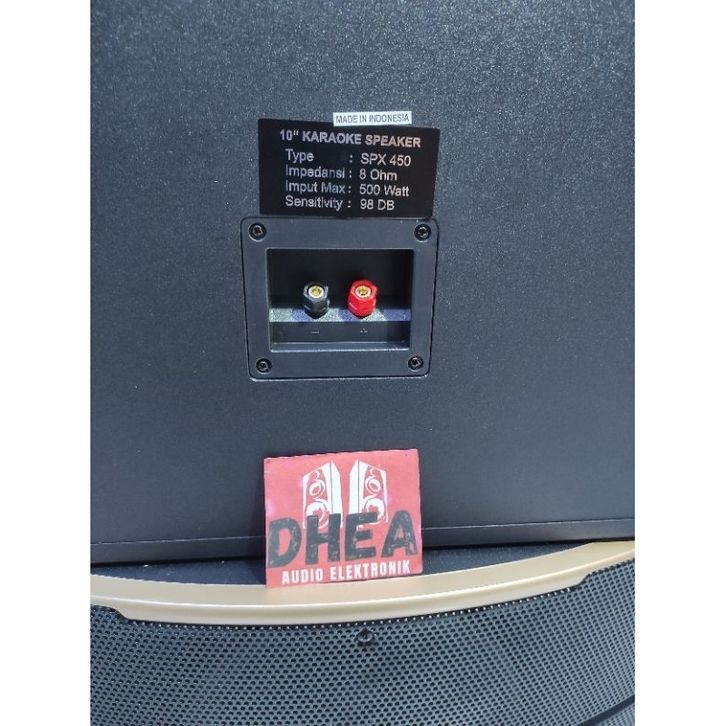 MADE IN INDONESIA
10" KARAOKE SPEAKER
Type : SPX 450
Impedansi : 8 Ohm
Imput Max : 500 Watt
Sensitivity : 98 DB
- +
DHEA
AUDIO ELEKTRONIK